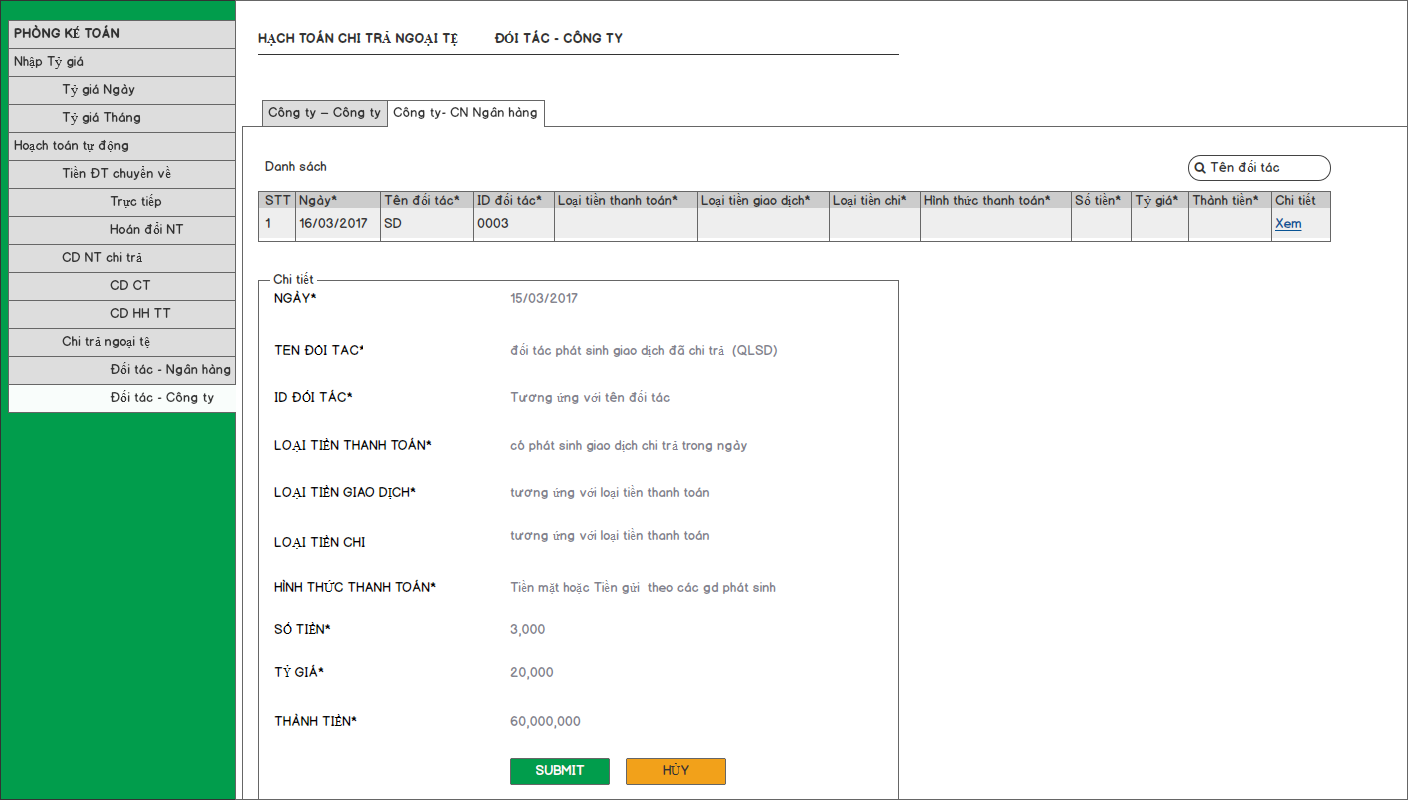 PHÒNG KẾ TOÁN
Nhập Tỷ giá
Tỷ giá Ngày
Tỷ giá Tháng
Hoạch toán tự động
Tiền ĐT chuyển về
Trực tiếp
Hoán đổi NT
CD NT chi trả
CD CT
CD HH TT
Chi trả ngoại tệ
Đối tác - Ngân hàng
Đối tác - Công ty
HẠCH TOÁN CHI TRẢ NGOẠI TỆ ĐỐI TÁC - CÔNG TY
Công ty – Công ty Công ty- CN Ngân hàng
Danh sách Tên đối tác
STT Ngày* Tên đối tác* ID đối tác* Loại tiền thanh toán* Loại tiền giao dịch* Loại tiền chi* Hình thức thanh toán* Số tiền* Tỷ giá* Thành tiền* Chi tiết
1 16/03/2017 SD 0003 Xem
Chi tiết
NGÀY* 15/03/2017
TÊN ĐỐI TÁC* đối tác phát sinh giao dịch đã chi trả (QLSD)
ID ĐỐI TÁC* Tương ứng với tên đối tác
LOẠI TIỀN THANH TOÁN* có phát sinh giao dịch chi trả trong ngày
LOẠI TIỀN GIAO DỊCH* tương ứng với loại tiền thanh toán
LOẠI TIỀN CHI tương ứng với loại tiền thanh toán
HÌNH THỨC THANH TOÁN* Tiền mặt hoặc Tiền gửi theo các gd phát sinh
SỐ TIỀN* 3,000
TỶ GIÁ* 20,000
THÀNH TIỀN* 60,000,000
SUBMIT HỦY